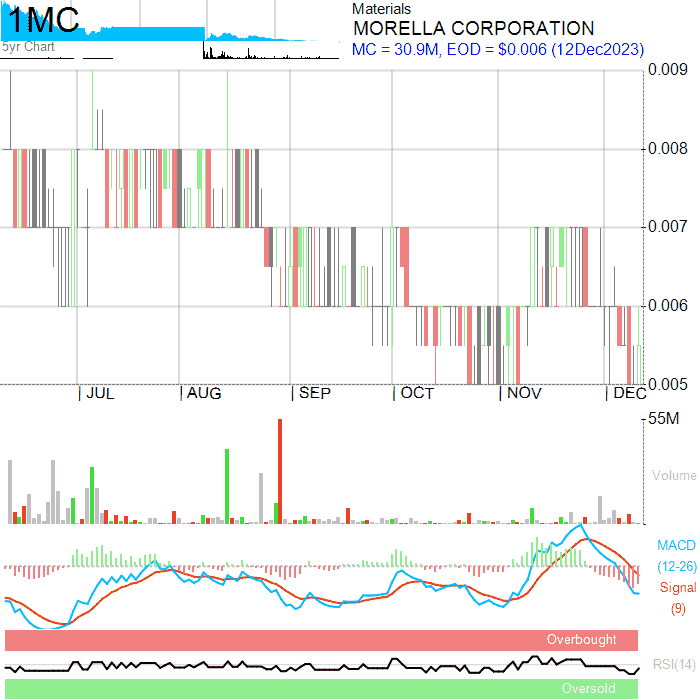 1MC
5yr Chart
Materials
MORELLA CORPORATION
MC = 30.9M, EOD = $0.006 (12Dec2023)
0.009
0.008
0.007
0.006
0.005
JUL
AUG
SEP
OCT
NOV
DEC
55M
Volume
MACD
(12-26)
Signal
(9)
Overbought
RSI(14)
Oversold